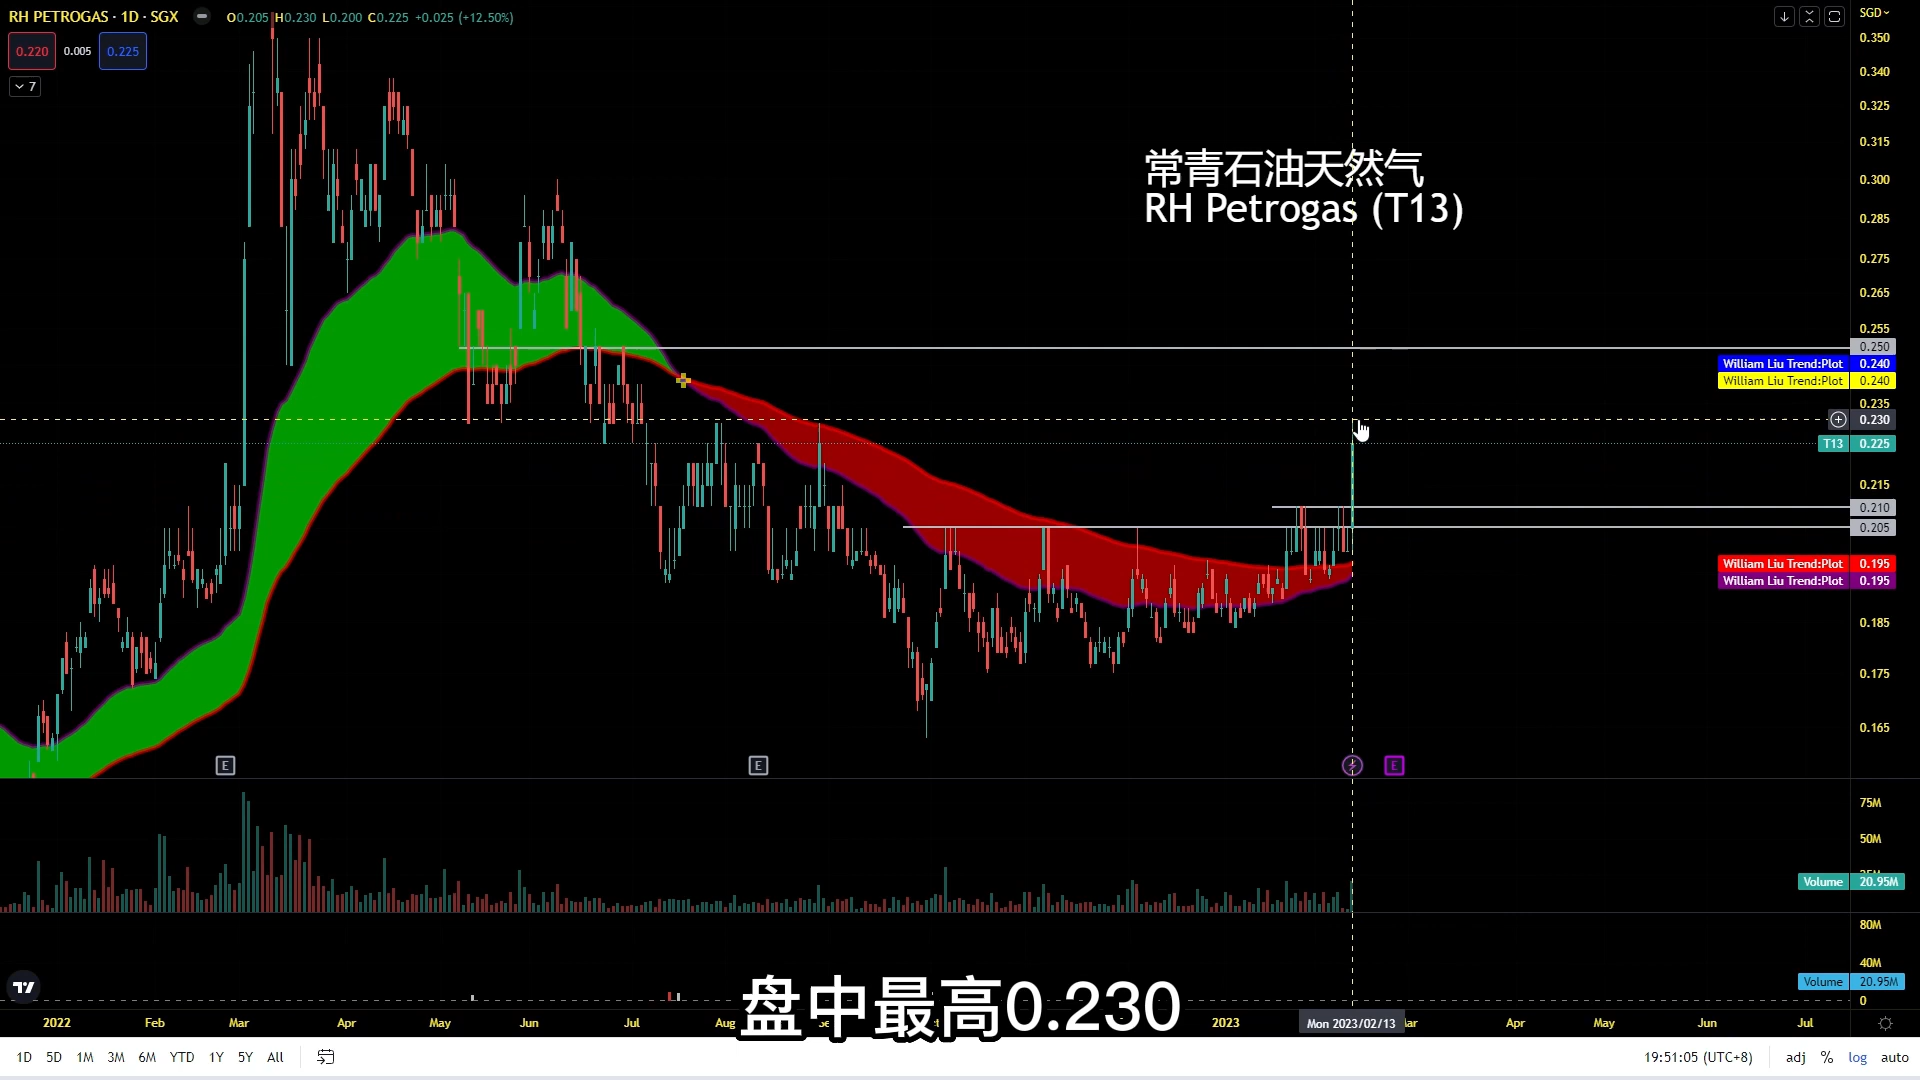 RH PETROGAS · 1D · SGX
O0.205 H0.230 L0.200 C0.225 +0.025 (+12.50%)
SGD
0.220 0.005 0.225
7
常青石油天然气
RH Petrogas (T13)
0.350
0.340
0.325
0.315
0.300
0.285
0.275
0.265
0.255
0.250
William Liu Trend:Plot 0.240
William Liu Trend:Plot 0.240
0.235
0.230
T13 0.225
0.215
0.210
0.205
William Liu Trend:Plot 0.195
William Liu Trend:Plot 0.195
0.185
0.175
0.165
E E E
75M
50M
Volume 20.95M
80M
40M
Volume 20.95M
0
盘中最高0.230
2022 Feb Mar Apr May Jun Jul Aug 2023 Mon 2023/02/13 Apr May Jun Jul
1D 5D 1M 3M 6M YTD 1Y 5Y All
19:51:05 (UTC+8) adj % log auto